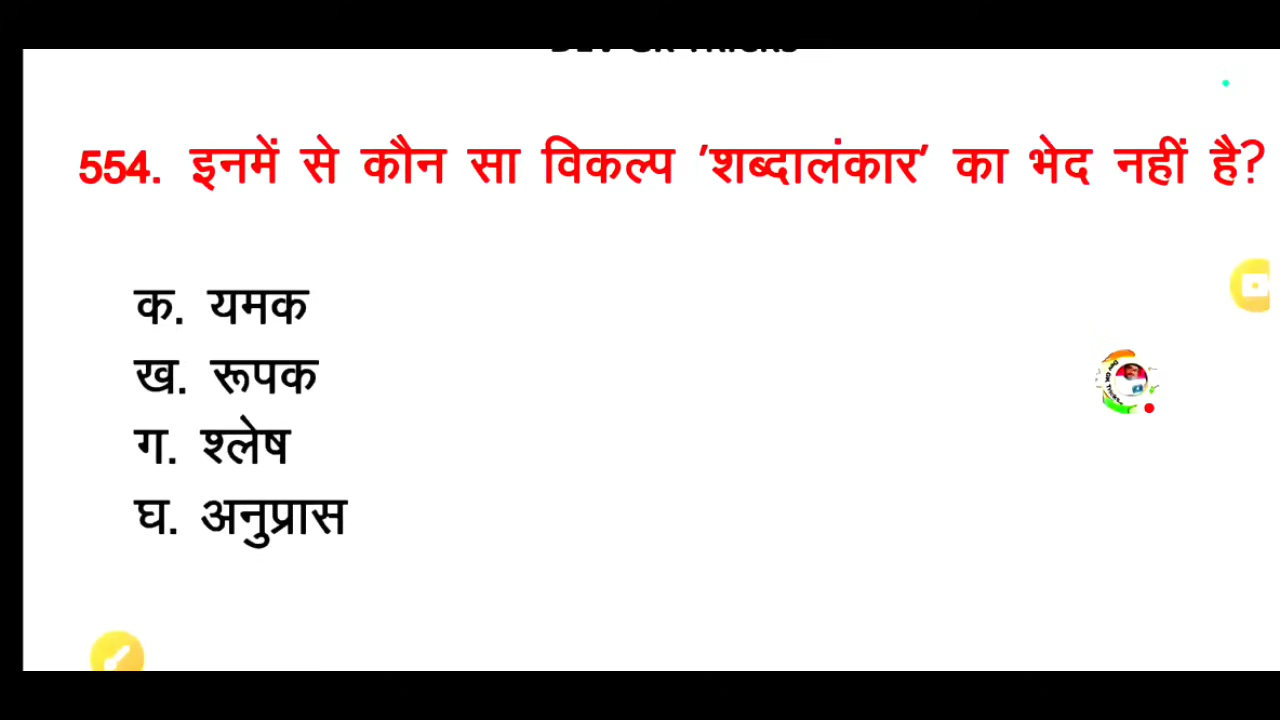 554. इनमें से कौन सा विकल्प 'शब्दालंकार' का भेद नहीं है?
क. यमक
ख. रूपक
ग. श्लेष
घ. अनुप्रास